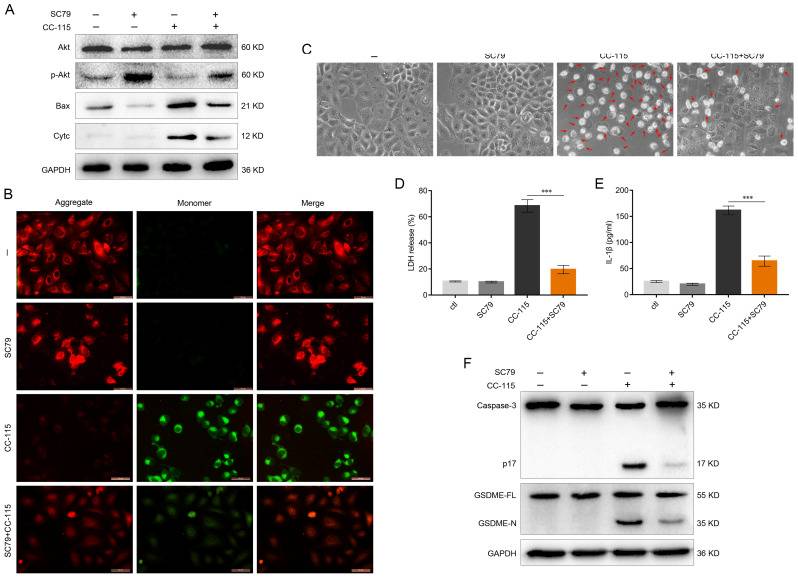 A
SC79 – + – +
CC-115 – – + +
Akt 60 KD
p-Akt 60 KD
Bax 21 KD
Cytc 12 KD
GAPDH 36 KD
B
Aggregate Monomer Merge
–
SC79
CC-115
SC79+CC-115
C
– SC79 CC-115 CC-115+SC79
D
LDH release (%)
80
60
40
20
0
***
ctl SC79 CC-115 CC-115+SC79
E
IL-1β (pg/ml)
200
150
100
50
0
***
ctl SC79 CC-115 CC-115+SC79
F
SC79 – + – +
CC-115 – – + +
Caspase-3 35 KD
p17 17 KD
GSDME-FL 55 KD
GSDME-N 35 KD
GAPDH 36 KD